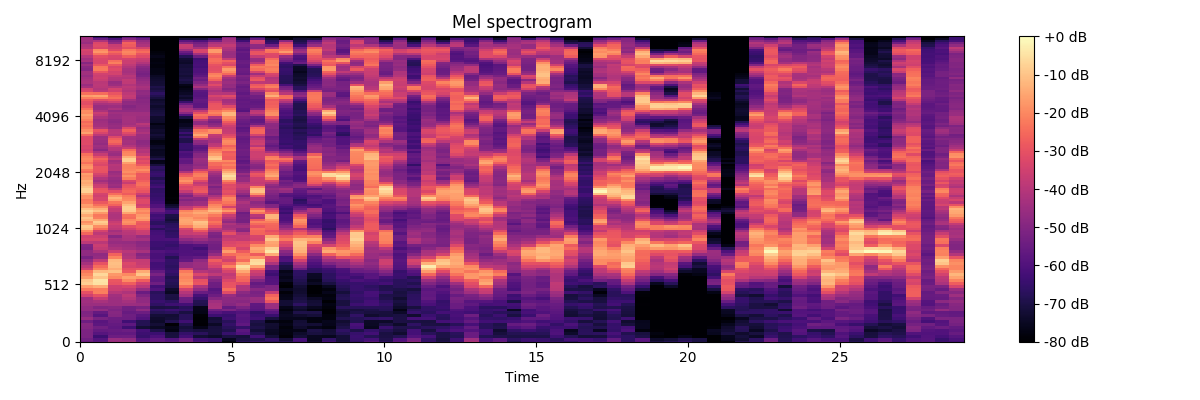 Mel spectrogram
+0 dB
8192
-10 dB
4096
-20 dB
-30 dB
2048
-40 dB
Hz
1024
-50 dB
-60 dB
512
-70 dB
0
-80 dB
0 5 10 15 20 25
Time